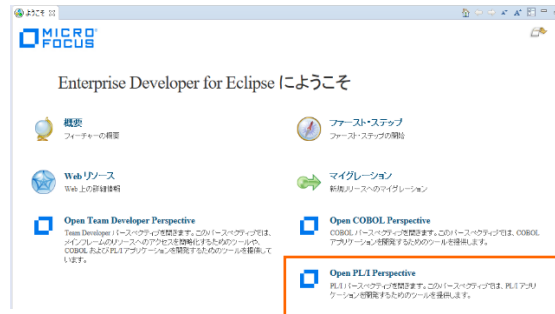 ようこそ
MICRO
FOCUS
Enterprise Developer for Eclipse にようこそ
概要
フィーチャーの概要
ファースト・ステップ
ファースト・ステップの開始
Web リソース
Web 上の詳細情報
マイグレーション
新規リリースへのマイグレーション
Open Team Developer Perspective
Team Developer パースペクティブを開きます。このパースペクティブでは、
メインフレームのリソースへのアクセスを簡略化するためのツールや、
COBOL および PL/I アプリケーションを開発するためのツールを提供して
います。
Open COBOL Perspective
COBOL パースペクティブを開きます。このパースペクティブでは、COBOL
アプリケーションを開発するためのツールを提供します。
Open PL/I Perspective
PL/I パースペクティブを開きます。このパースペクティブでは、PL/I アプリ
ケーションを開発するためのツールを提供します。